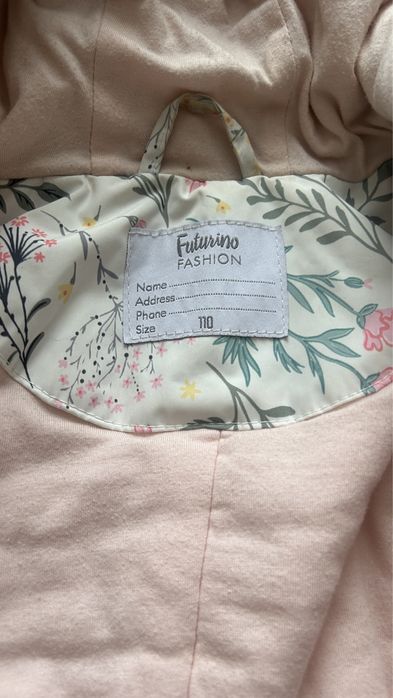 Futurino
FASHION
Name
Address
Phone
Size 110